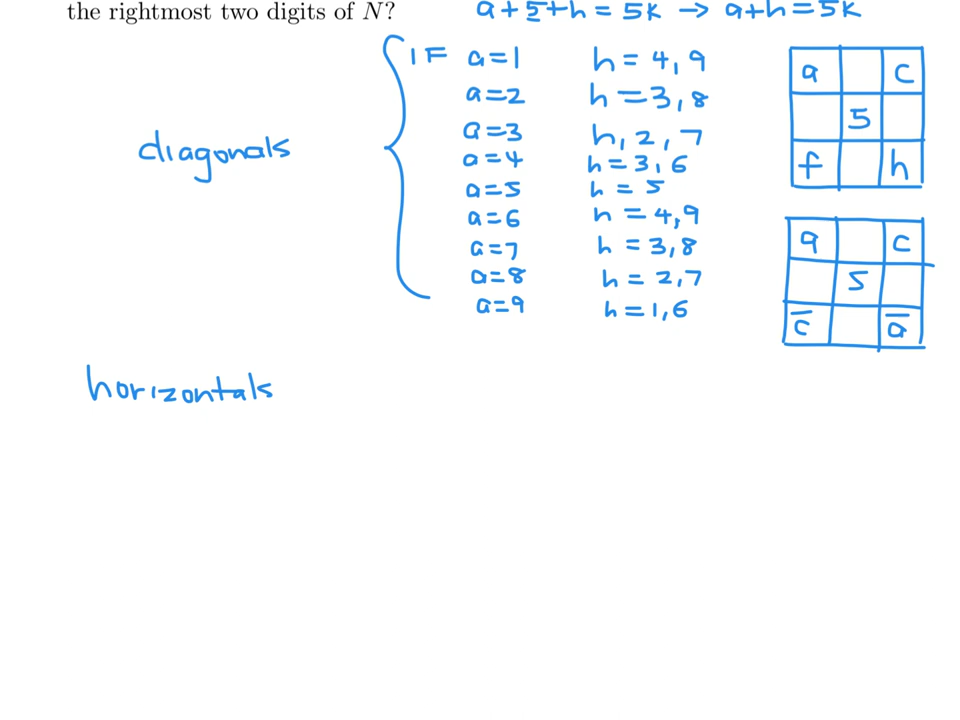 the rightmost two digits of N?
a+5+h = 5k → a+h = 5k
IF a=1 h = 4, 9
a=2 h = 3, 8
a=3 h, 2, 7
a=4 h = 3, 6
a=5 h = 5
a=6 h = 4, 9
a=7 h = 3, 8
a=8 h = 2, 7
a=9 h = 1, 6
diagonals
a c
5
f h
a c
5
c̅ a̅
horizontals